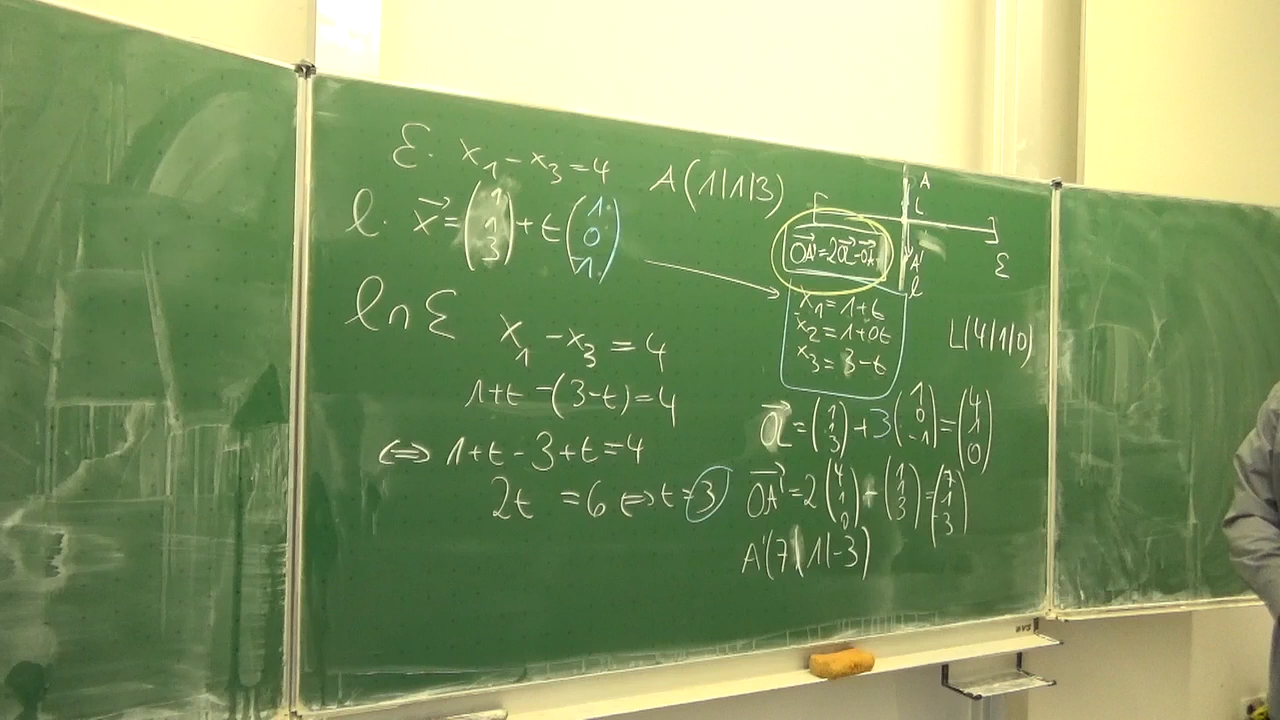 E: x₁ - x₃ = 4
A(1|1|3)
l: x⃗ = (1 1 3) + t (1 0 -1)
l ∩ E
x₁ - x₃ = 4
1+t - (3-t) = 4
⇔ 1+t - 3+t = 4
2t = 6 ⇔ t = 3
A
L
A'
l
E
OA⃗' = 2OL⃗ - OA⃗
x₁ = 1+t
x₂ = 1+0t
x₃ = 3-t
L(4|1|0)
OL⃗ = (1 1 3) + 3 (1 0 -1) = (4 1 0)
OA⃗' = 2 (4 1 0) - (1 1 3) = (7 1 -3)
A'(7|1|-3)